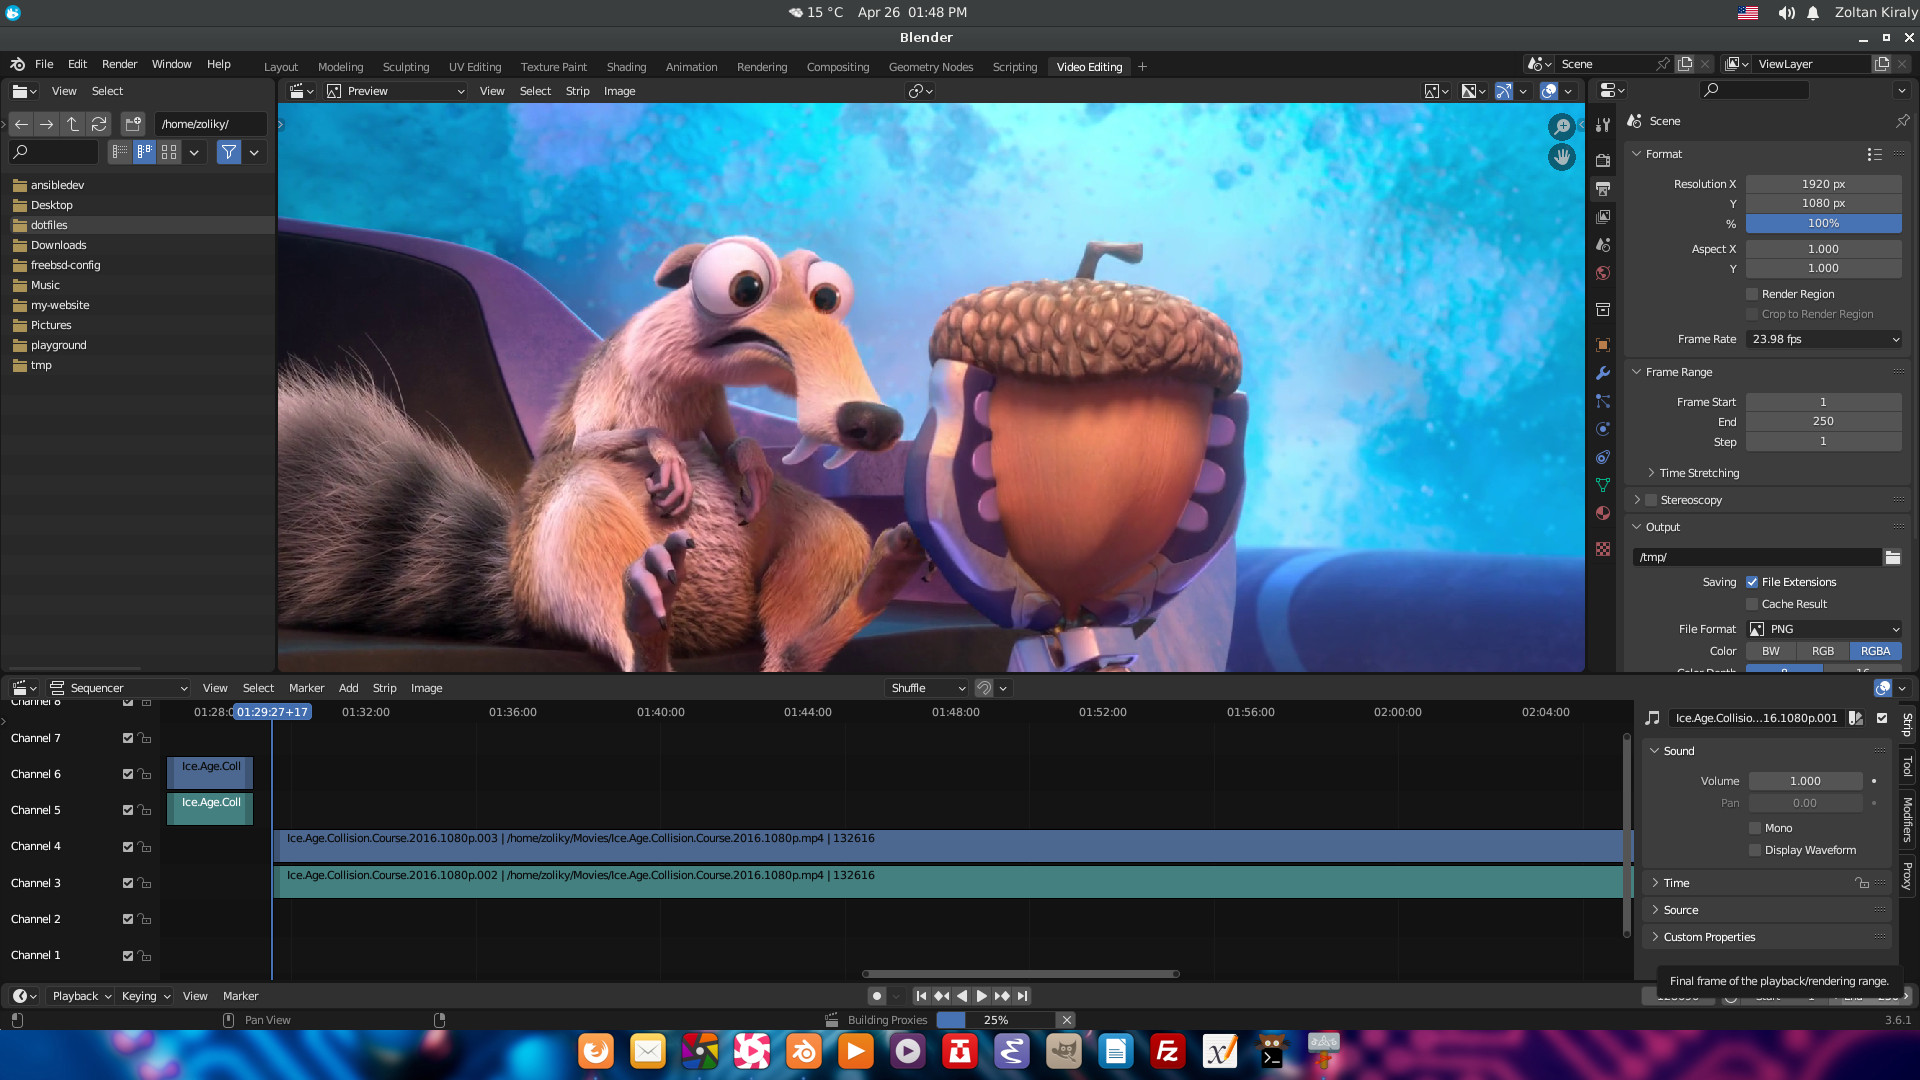 15 °C Apr 26 01:48 PM
Zoltan Kiraly
Blender
File Edit Render Window Help
Layout Modeling Sculpting UV Editing Texture Paint Shading Animation Rendering Compositing Geometry Nodes Scripting Video Editing +
Scene
ViewLayer
View Select
Preview
View Select Strip Image
/home/zoliky/
ansibledev
Desktop
dotfiles
Downloads
freebsd-config
Music
my-website
Pictures
playground
tmp
Scene
Format
Resolution X 1920 px
Y 1080 px
% 100%
Aspect X 1.000
Y 1.000
Render Region
Crop to Render Region
Frame Rate 23.98 fps
Frame Range
Frame Start 1
End 250
Step 1
Time Stretching
Stereoscopy
Output
/tmp/
Saving File Extensions
Cache Result
File Format PNG
Color BW RGB RGBA
Sequencer View Select Marker Add Strip Image
Shuffle
01:29:27+17 01:32:00 01:36:00 01:40:00 01:44:00 01:48:00 01:52:00 01:56:00 02:00:00 02:04:00
Channel 8
Channel 7
Channel 6
Channel 5
Channel 4
Channel 3
Channel 2
Channel 1
Ice.Age.Coll
Ice.Age.Coll
Ice.Age.Collision.Course.2016.1080p.003 | /home/zoliky/Movies/Ice.Age.Collision.Course.2016.1080p.mp4 | 132616
Ice.Age.Collision.Course.2016.1080p.002 | /home/zoliky/Movies/Ice.Age.Collision.Course.2016.1080p.mp4 | 132616
Ice.Age.Collisio...16.1080p.001
Sound
Volume 1.000
Pan 0.00
Mono
Display Waveform
Time
Source
Custom Properties
Strip
Tool
Modifiers
Proxy
Final frame of the playback/rendering range.
Playback Keying View Marker
Pan View
Building Proxies 25%
3.6.1